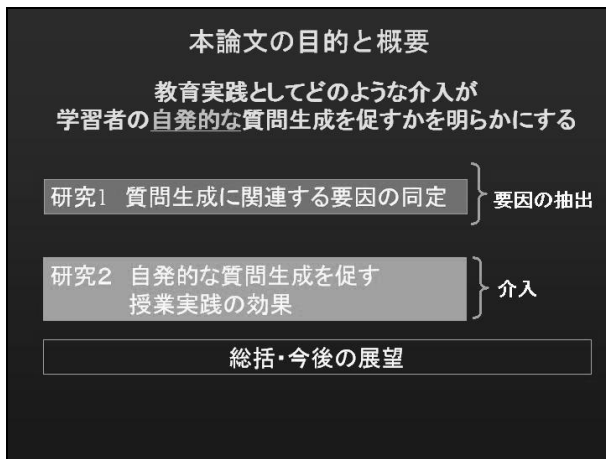 本論文の目的と概要
教育実践としてどのような介入が
学習者の自発的な質問生成を促すかを明らかにする
研究1 質問生成に関連する要因の同定
要因の抽出
研究2 自発的な質問生成を促す
授業実践の効果
介入
総括・今後の展望